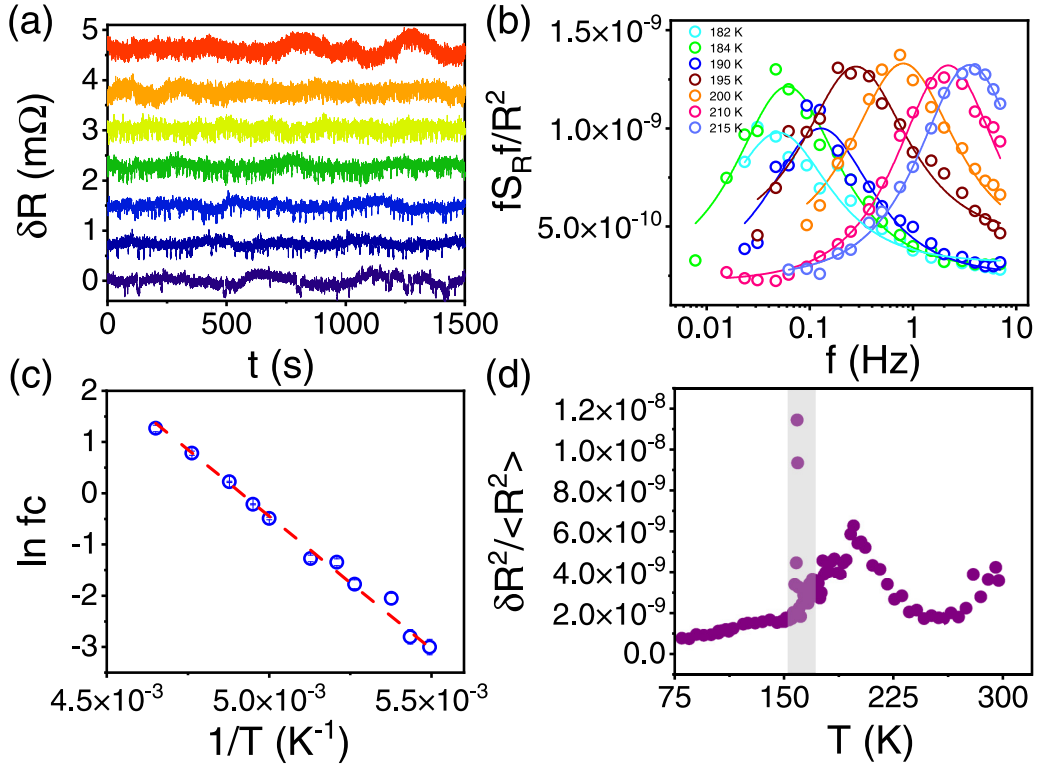 (a)
5
4
3
2
1
0
δR (mΩ)
0 500 1000 1500
t (s)
(b)
1.5×10⁻⁹
1.0×10⁻⁹
5.0×10⁻¹⁰
fS_R f/R²
182 K
184 K
190 K
195 K
200 K
210 K
215 K
0.01 0.1 1 10
f (Hz)
(c)
2
1
0
-1
-2
-3
ln fc
4.5×10⁻³ 5.0×10⁻³ 5.5×10⁻³
1/T (K⁻¹)
(d)
1.2×10⁻⁸
1.0×10⁻⁸
8.0×10⁻⁹
6.0×10⁻⁹
4.0×10⁻⁹
2.0×10⁻⁹
0.0
δR²/<R²>
75 150 225 300
T (K)